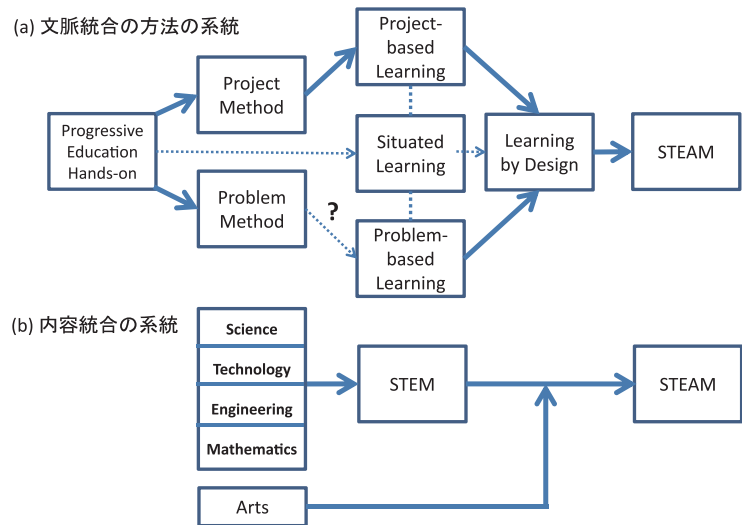 (a) 文脈統合の方法の系統
Project-
based
Learning
Project
Method
Progressive
Education
Hands-on
Situated
Learning
Learning
by Design
STEAM
Problem
Method
?
Problem-
based
Learning
(b) 内容統合の系統
Science
Technology
Engineering
Mathematics
STEM
STEAM
Arts